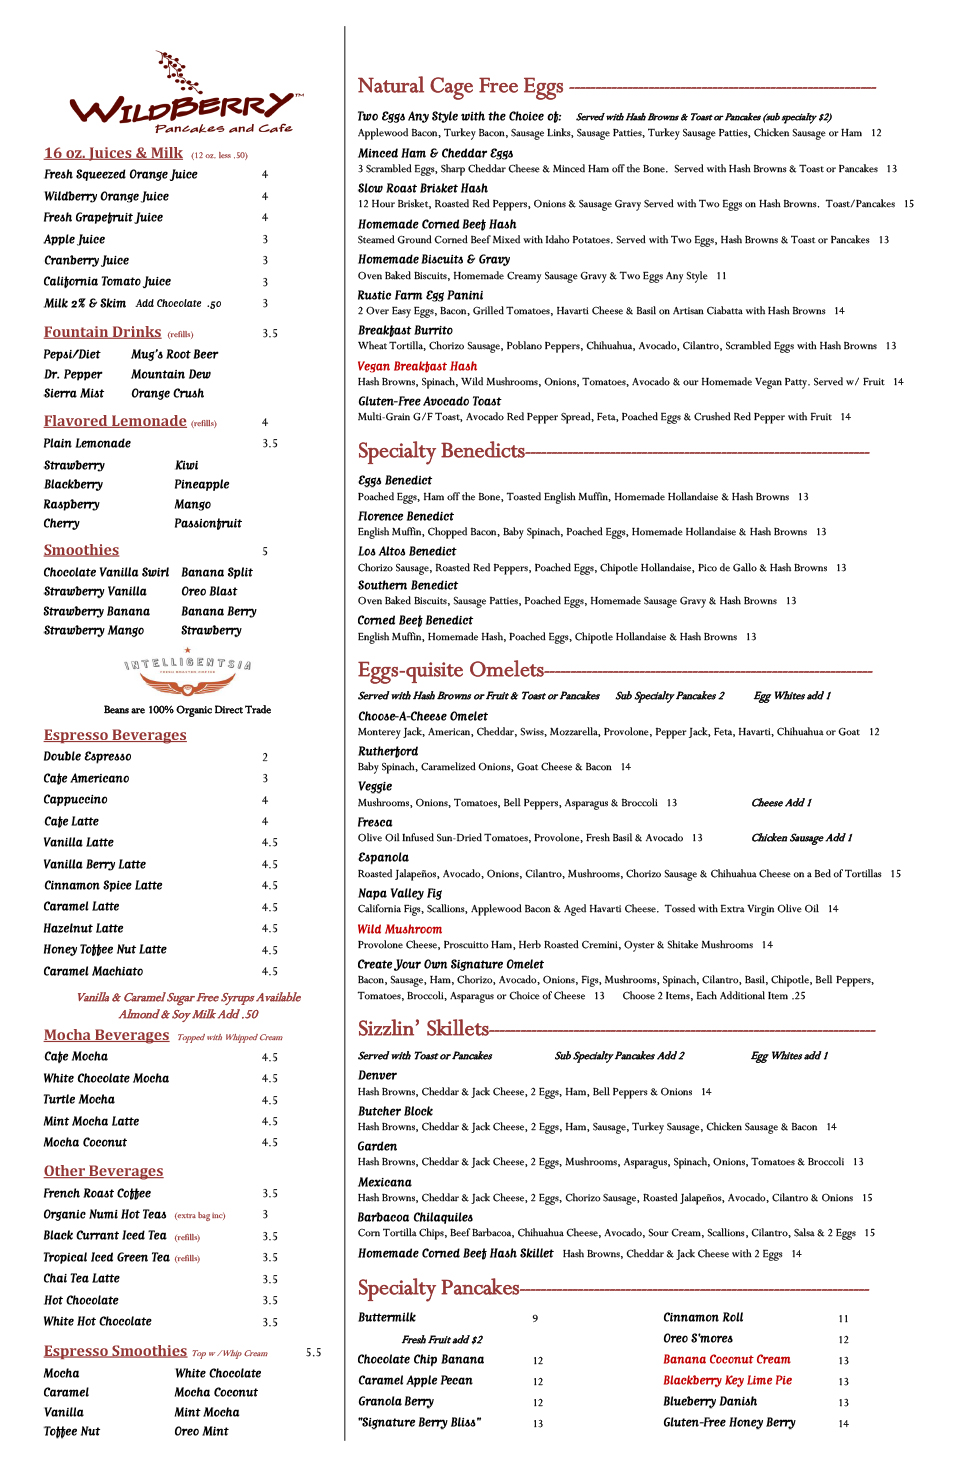 WILDBERRY™
Pancakes and Cafe
16 oz. Juices & Milk (12 oz. less .50)
Fresh Squeezed Orange Juice 4
Wildberry Orange Juice 4
Fresh Grapefruit Juice 4
Apple Juice 3
Cranberry Juice 3
California Tomato Juice 3
Milk 2% & Skim Add Chocolate .50 3
Fountain Drinks (refills) 3.5
Pepsi/Diet Mug's Root Beer
Dr. Pepper Mountain Dew
Sierra Mist Orange Crush
Flavored Lemonade (refills) 4
Plain Lemonade 3.5
Strawberry Kiwi
Blackberry Pineapple
Raspberry Mango
Cherry Passionfruit
Smoothies 5
Chocolate Vanilla Swirl Banana Split
Strawberry Vanilla Oreo Blast
Strawberry Banana Banana Berry
Strawberry Mango Strawberry
INTELLIGENTSIA
FRESH ROASTED COFFEE
Beans are 100% Organic Direct Trade
Espresso Beverages
Double Espresso 2
Cafe Americano 3
Cappuccino 4
Cafe Latte 4
Vanilla Latte 4.5
Vanilla Berry Latte 4.5
Cinnamon Spice Latte 4.5
Caramel Latte 4.5
Hazelnut Latte 4.5
Honey Toffee Nut Latte 4.5
Caramel Machiato 4.5
Vanilla & Caramel Sugar Free Syrups Available
Almond & Soy Milk Add .50
Mocha Beverages Topped with Whipped Cream
Cafe Mocha 4.5
White Chocolate Mocha 4.5
Turtle Mocha 4.5
Mint Mocha Latte 4.5
Mocha Coconut 4.5
Other Beverages
French Roast Coffee 3.5
Organic Numi Hot Teas (extra bag inc) 3
Black Currant Iced Tea (refills) 3.5
Tropical Iced Green Tea (refills) 3.5
Chai Tea Latte 3.5
Hot Chocolate 3.5
White Hot Chocolate 3.5
Espresso Smoothies Top w /Whip Cream 5.5
Mocha White Chocolate
Caramel Mocha Coconut
Vanilla Mint Mocha
Toffee Nut Oreo Mint
Natural Cage Free Eggs
Two Eggs Any Style with the Choice of: Served with Hash Browns & Toast or Pancakes (sub specialty $2)
Applewood Bacon, Turkey Bacon, Sausage Links, Sausage Patties, Turkey Sausage Patties, Chicken Sausage or Ham 12
Minced Ham & Cheddar Eggs
3 Scrambled Eggs, Sharp Cheddar Cheese & Minced Ham off the Bone. Served with Hash Browns & Toast or Pancakes 13
Slow Roast Brisket Hash
12 Hour Brisket, Roasted Red Peppers, Onions & Sausage Gravy Served with Two Eggs on Hash Browns. Toast/Pancakes 15
Homemade Corned Beef Hash
Steamed Ground Corned Beef Mixed with Idaho Potatoes. Served with Two Eggs, Hash Browns & Toast or Pancakes 13
Homemade Biscuits & Gravy
Oven Baked Biscuits, Homemade Creamy Sausage Gravy & Two Eggs Any Style 11
Rustic Farm Egg Panini
2 Over Easy Eggs, Bacon, Grilled Tomatoes, Havarti Cheese & Basil on Artisan Ciabatta with Hash Browns 14
Breakfast Burrito
Wheat Tortilla, Chorizo Sausage, Poblano Peppers, Chihuahua, Avocado, Cilantro, Scrambled Eggs with Hash Browns 13
Vegan Breakfast Hash
Hash Browns, Spinach, Wild Mushrooms, Onions, Tomatoes, Avocado & our Homemade Vegan Patty. Served w/ Fruit 14
Gluten-Free Avocado Toast
Multi-Grain G/F Toast, Avocado Red Pepper Spread, Feta, Poached Eggs & Crushed Red Pepper with Fruit 14
Specialty Benedicts
Eggs Benedict
Poached Eggs, Ham off the Bone, Toasted English Muffin, Homemade Hollandaise & Hash Browns 13
Florence Benedict
English Muffin, Chopped Bacon, Baby Spinach, Poached Eggs, Homemade Hollandaise & Hash Browns 13
Los Altos Benedict
Chorizo Sausage, Roasted Red Peppers, Poached Eggs, Chipotle Hollandaise, Pico de Gallo & Hash Browns 13
Southern Benedict
Oven Baked Biscuits, Sausage Patties, Poached Eggs, Homemade Sausage Gravy & Hash Browns 13
Corned Beef Benedict
English Muffin, Homemade Hash, Poached Eggs, Chipotle Hollandaise & Hash Browns 13
Eggs-quisite Omelets
Served with Hash Browns or Fruit & Toast or Pancakes Sub Specialty Pancakes 2 Egg Whites add 1
Choose-A-Cheese Omelet
Monterey Jack, American, Cheddar, Swiss, Mozzarella, Provolone, Pepper Jack, Feta, Havarti, Chihuahua or Goat 12
Rutherford
Baby Spinach, Caramelized Onions, Goat Cheese & Bacon 14
Veggie
Mushrooms, Onions, Tomatoes, Bell Peppers, Asparagus & Broccoli 13 Cheese Add 1
Fresca
Olive Oil Infused Sun-Dried Tomatoes, Provolone, Fresh Basil & Avocado 13 Chicken Sausage Add 1
Espanola
Roasted Jalapeños, Avocado, Onions, Cilantro, Mushrooms, Chorizo Sausage & Chihuahua Cheese on a Bed of Tortillas 15
Napa Valley Fig
California Figs, Scallions, Applewood Bacon & Aged Havarti Cheese. Tossed with Extra Virgin Olive Oil 14
Wild Mushroom
Provolone Cheese, Proscuitto Ham, Herb Roasted Cremini, Oyster & Shitake Mushrooms 14
Create Your Own Signature Omelet
Bacon, Sausage, Ham, Chorizo, Avocado, Onions, Figs, Mushrooms, Spinach, Cilantro, Basil, Chipotle, Bell Peppers,
Tomatoes, Broccoli, Asparagus or Choice of Cheese 13 Choose 2 Items, Each Additional Item .25
Sizzlin' Skillets
Served with Toast or Pancakes Sub Specialty Pancakes Add 2 Egg Whites add 1
Denver
Hash Browns, Cheddar & Jack Cheese, 2 Eggs, Ham, Bell Peppers & Onions 14
Butcher Block
Hash Browns, Cheddar & Jack Cheese, 2 Eggs, Ham, Sausage, Turkey Sausage, Chicken Sausage & Bacon 14
Garden
Hash Browns, Cheddar & Jack Cheese, 2 Eggs, Mushrooms, Asparagus, Spinach, Onions, Tomatoes & Broccoli 13
Mexicana
Hash Browns, Cheddar & Jack Cheese, 2 Eggs, Chorizo Sausage, Roasted Jalapeños, Avocado, Cilantro & Onions 15
Barbacoa Chilaquiles
Corn Tortilla Chips, Beef Barbacoa, Chihuahua Cheese, Avocado, Sour Cream, Scallions, Cilantro, Salsa & 2 Eggs 15
Homemade Corned Beef Hash Skillet Hash Browns, Cheddar & Jack Cheese with 2 Eggs 14
Specialty Pancakes
Buttermilk 9 Cinnamon Roll 11
Fresh Fruit add $2 Oreo S'mores 12
Chocolate Chip Banana 12 Banana Coconut Cream 13
Caramel Apple Pecan 12 Blackberry Key Lime Pie 13
Granola Berry 12 Blueberry Danish 13
"Signature Berry Bliss" 13 Gluten-Free Honey Berry 14